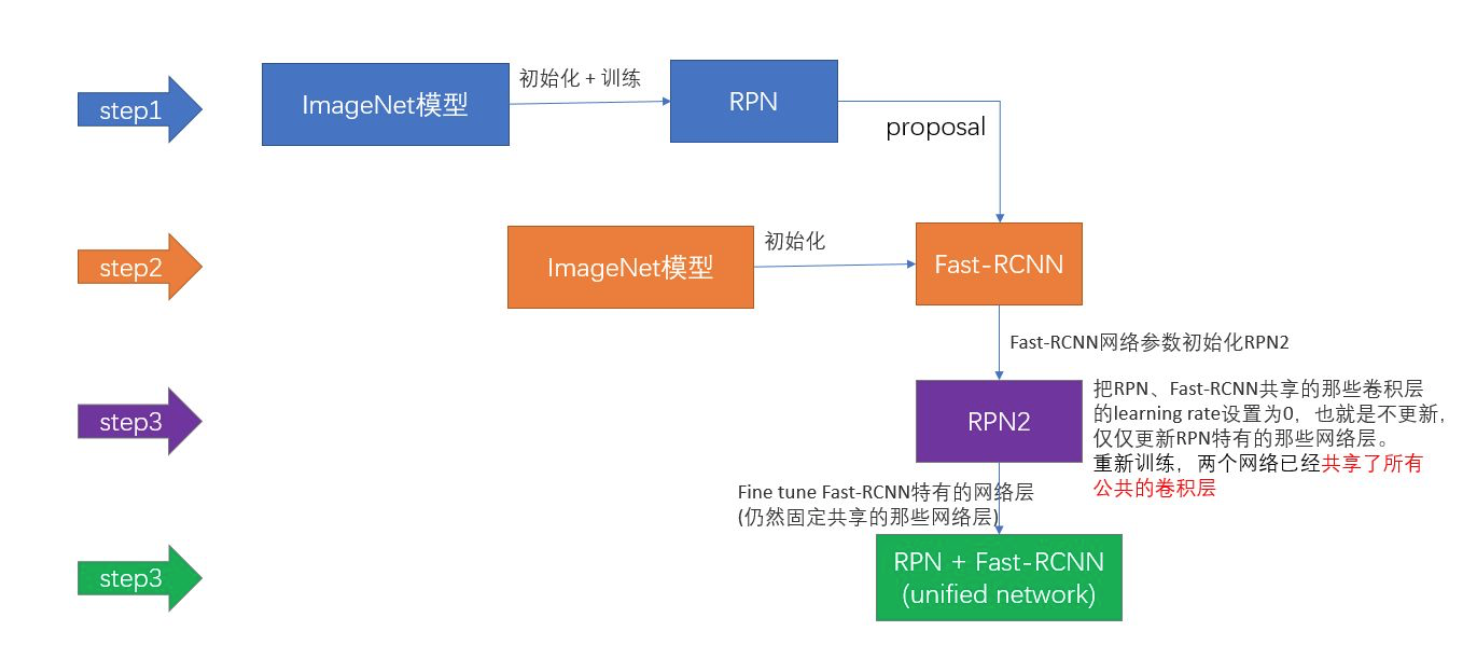 step1
ImageNet模型
初始化 + 训练
RPN
proposal
step2
ImageNet模型
初始化
Fast-RCNN
Fast-RCNN网络参数初始化RPN2
step3
RPN2
把RPN、Fast-RCNN共享的那些卷积层
的learning rate设置为0，也就是不更新，
仅仅更新RPN特有的那些网络层。
重新训练，两个网络已经共享了所有
公共的卷积层
Fine tune Fast-RCNN特有的网络层
(仍然固定共享的那些网络层)
step3
RPN + Fast-RCNN
(unified network)